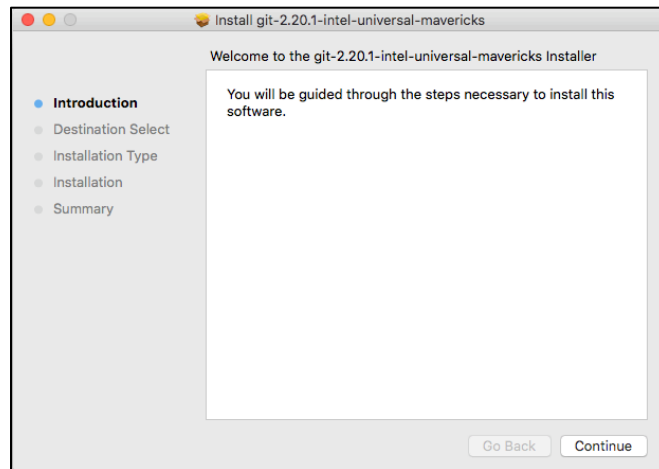 Install git-2.20.1-intel-universal-mavericks
Welcome to the git-2.20.1-intel-universal-mavericks Installer
Introduction
Destination Select
Installation Type
Installation
Summary
You will be guided through the steps necessary to install this
software.
Go Back
Continue